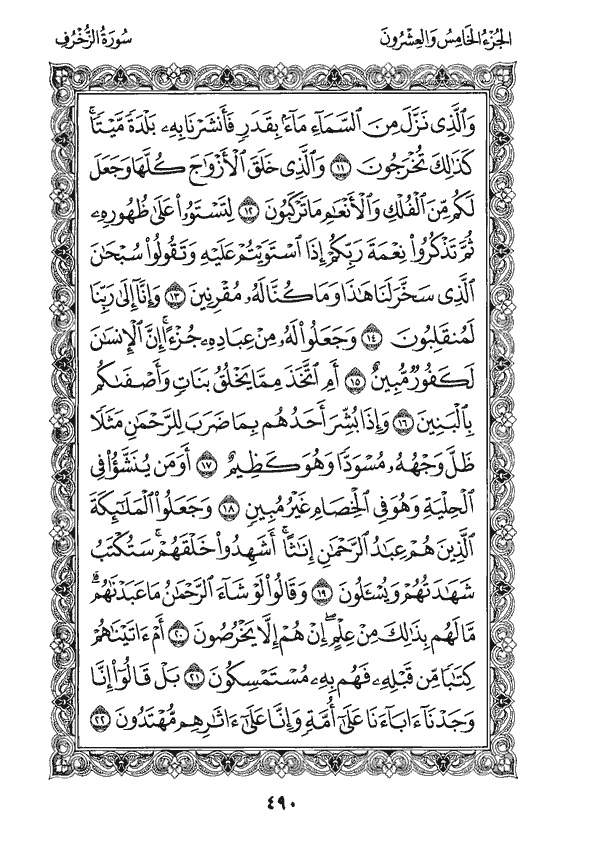 الجُزْءُ الخَامِسُ وَالعِشْرُونَ
سُورَةُ الزُّخْرُفِ
وَٱلَّذِى نَزَّلَ مِنَ ٱلسَّمَآءِ مَآءَۢ بِقَدَرٖ فَأَنشَرۡنَا بِهِۦ بَلۡدَةٗ مَّيۡتٗاۚ
كَذَٰلِكَ تُخۡرَجُونَ ١١ وَٱلَّذِى خَلَقَ ٱلۡأَزۡوَٰجَ كُلَّهَا وَجَعَلَ
لَكُم مِّنَ ٱلۡفُلۡكِ وَٱلۡأَنۡعَٰمِ مَا تَرۡكَبُونَ ١٢ لِتَسۡتَوُۥاْ عَلَىٰ ظُهُورِهِۦ
ثُمَّ تَذۡكُرُواْ نِعۡمَةَ رَبِّكُمۡ إِذَا ٱسۡتَوَيۡتُمۡ عَلَيۡهِ وَتَقُولُواْ سُبۡحَٰنَ
ٱلَّذِى سَخَّرَ لَنَا هَٰذَا وَمَا كُنَّا لَهُۥ مُقۡرِنِينَ ١٣ وَإِنَّآ إِلَىٰ رَبِّنَا
لَمُنقَلِبُونَ ١٤ وَجَعَلُواْ لَهُۥ مِنۡ عِبَادِهِۦ جُزۡءًاۚ إِنَّ ٱلۡإِنسَٰنَ
لَكَفُورٞ مُّبِينٌ ١٥ أَمِ ٱتَّخَذَ مِمَّا يَخۡلُقُ بَنَاتٖ وَأَصۡفَىٰكُم
بِٱلۡبَنِينَ ١٦ وَإِذَا بُشِّرَ أَحَدُهُم بِمَا ضَرَبَ لِلرَّحۡمَٰنِ مَثَلٗا
ظَلَّ وَجۡهُهُۥ مُسۡوَدّٗا وَهُوَ كَظِيمٌ ١٧ أَوَمَن يُنَشَّؤُاْ فِى
ٱلۡحِلۡيَةِ وَهُوَ فِى ٱلۡخِصَامِ غَيۡرُ مُبِينٖ ١٨ وَجَعَلُواْ ٱلۡمَلَٰٓئِكَةَ
ٱلَّذِينَ هُمۡ عِبَٰدُ ٱلرَّحۡمَٰنِ إِنَٰثًاۚ أَشَهِدُواْ خَلۡقَهُمۡۚ سَتُكۡتَبُ
شَهَٰدَتُهُمۡ وَيُسۡـَٔلُونَ ١٩ وَقَالُواْ لَوۡ شَآءَ ٱلرَّحۡمَٰنُ مَا عَبَدۡنَٰهُمۗ
مَّا لَهُم بِذَٰلِكَ مِنۡ عِلۡمٍۖ إِنۡ هُمۡ إِلَّا يَخۡرُصُونَ ٢٠ أَمۡ ءَاتَيۡنَٰهُمۡ
كِتَٰبٗا مِّن قَبۡلِهِۦ فَهُم بِهِۦ مُسۡتَمۡسِكُونَ ٢١ بَلۡ قَالُوٓاْ إِنَّا
وَجَدۡنَآ ءَابَآءَنَا عَلَىٰٓ أُمَّةٖ وَإِنَّا عَلَىٰٓ ءَاثَٰرِهِم مُّهۡتَدُونَ ٢٢
٤٩٠